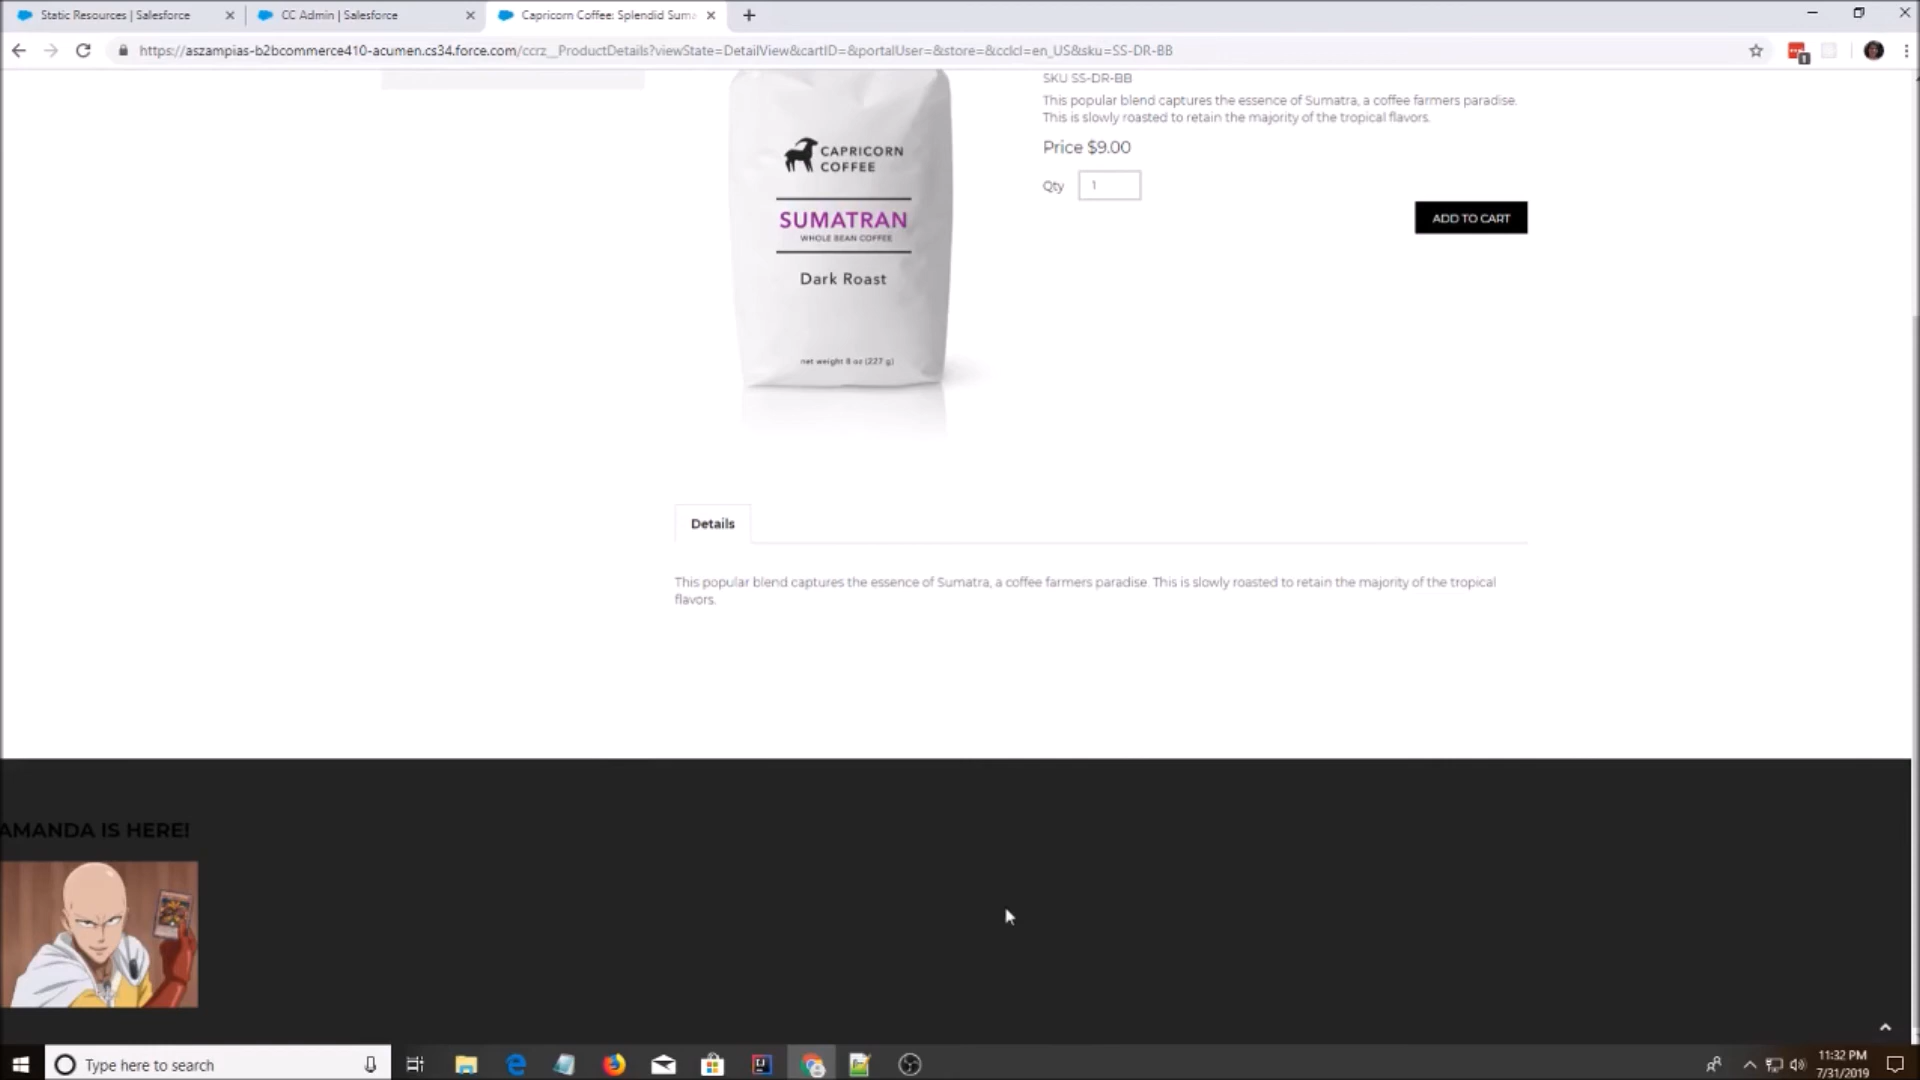 Static Resources | Salesforce
CC Admin | Salesforce
Capricorn Coffee: Splendid Suma
https://aszampias-b2bcommerce410-acumen.cs34.force.com/ccrz__ProductDetails?viewState=DetailView&cartID=&portalUser=&store=&cclcl=en_US&sku=SS-DR-BB
SKU SS-DR-BB
This popular blend captures the essence of Sumatra, a coffee farmers paradise.
This is slowly roasted to retain the majority of the tropical flavors.
Price $9.00
Qty 1
ADD TO CART
CAPRICORN
COFFEE
SUMATRAN
WHOLE BEAN COFFEE
Dark Roast
net weight 8 oz (227 g)
Details
This popular blend captures the essence of Sumatra, a coffee farmers paradise. This is slowly roasted to retain the majority of the tropical
flavors.
AMANDA IS HERE!
Type here to search
11:32 PM
7/31/2019